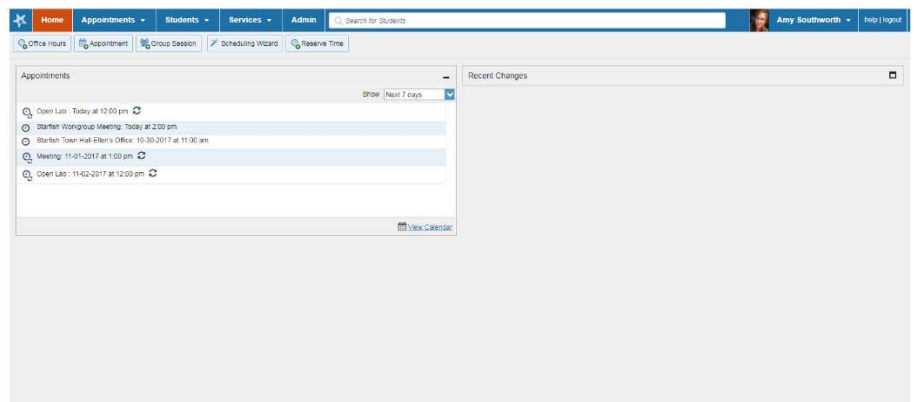 Home Appointments Students Services Admin Search for Students Amy Southworth help | logout
Office Hours Appointment Group Session Scheduling Wizard Reserve Time
Appointments
Show Next 7 days
Open Lab : Today at 12:00 pm
Starfish Workgroup Meeting: Today at 2:00 pm
Starfish Town Hall-Ellen's Office: 10-30-2017 at 11:00 am
Meeting: 11-01-2017 at 1:00 pm
Open Lab : 11-02-2017 at 12:00 pm
View Calendar
Recent Changes